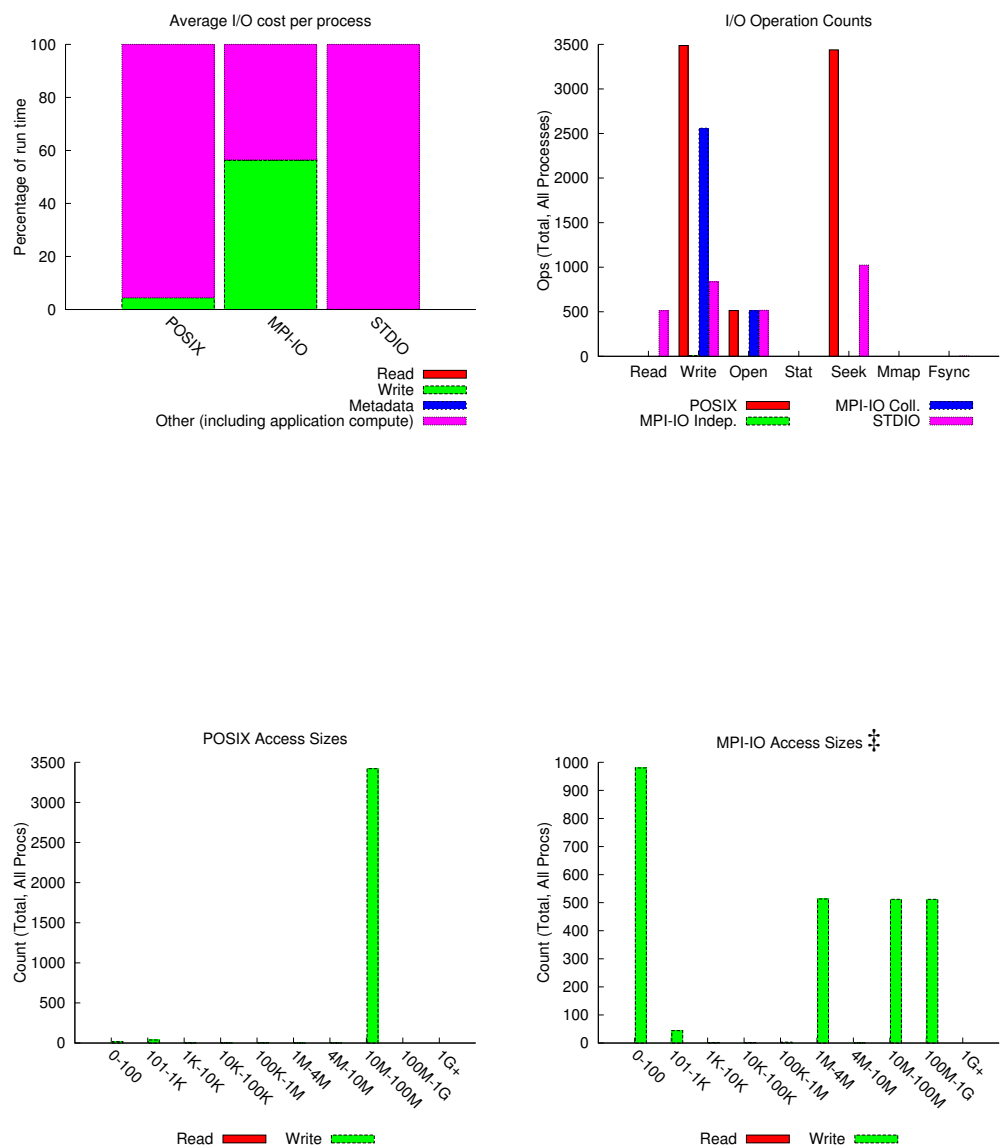 Average I/O cost per process
100
80
60
40
20
0
Percentage of run time
POSIX
MPI-IO
STDIO
Read
Write
Metadata
Other (including application compute)
I/O Operation Counts
3500
3000
2500
2000
1500
1000
500
0
Ops (Total, All Processes)
Read Write Open Stat Seek Mmap Fsync
POSIX
MPI-IO Indep.
MPI-IO Coll.
STDIO
POSIX Access Sizes
3500
3000
2500
2000
1500
1000
500
0
Count (Total, All Procs)
0-100
101-1K
1K-10K
10K-100K
100K-1M
1M-4M
4M-10M
10M-100M
100M-1G
1G+
Read Write
MPI-IO Access Sizes ‡
1000
900
800
700
600
500
400
300
200
100
0
Count (Total, All Procs)
0-100
101-1K
1K-10K
10K-100K
100K-1M
1M-4M
4M-10M
10M-100M
100M-1G
1G+
Read Write